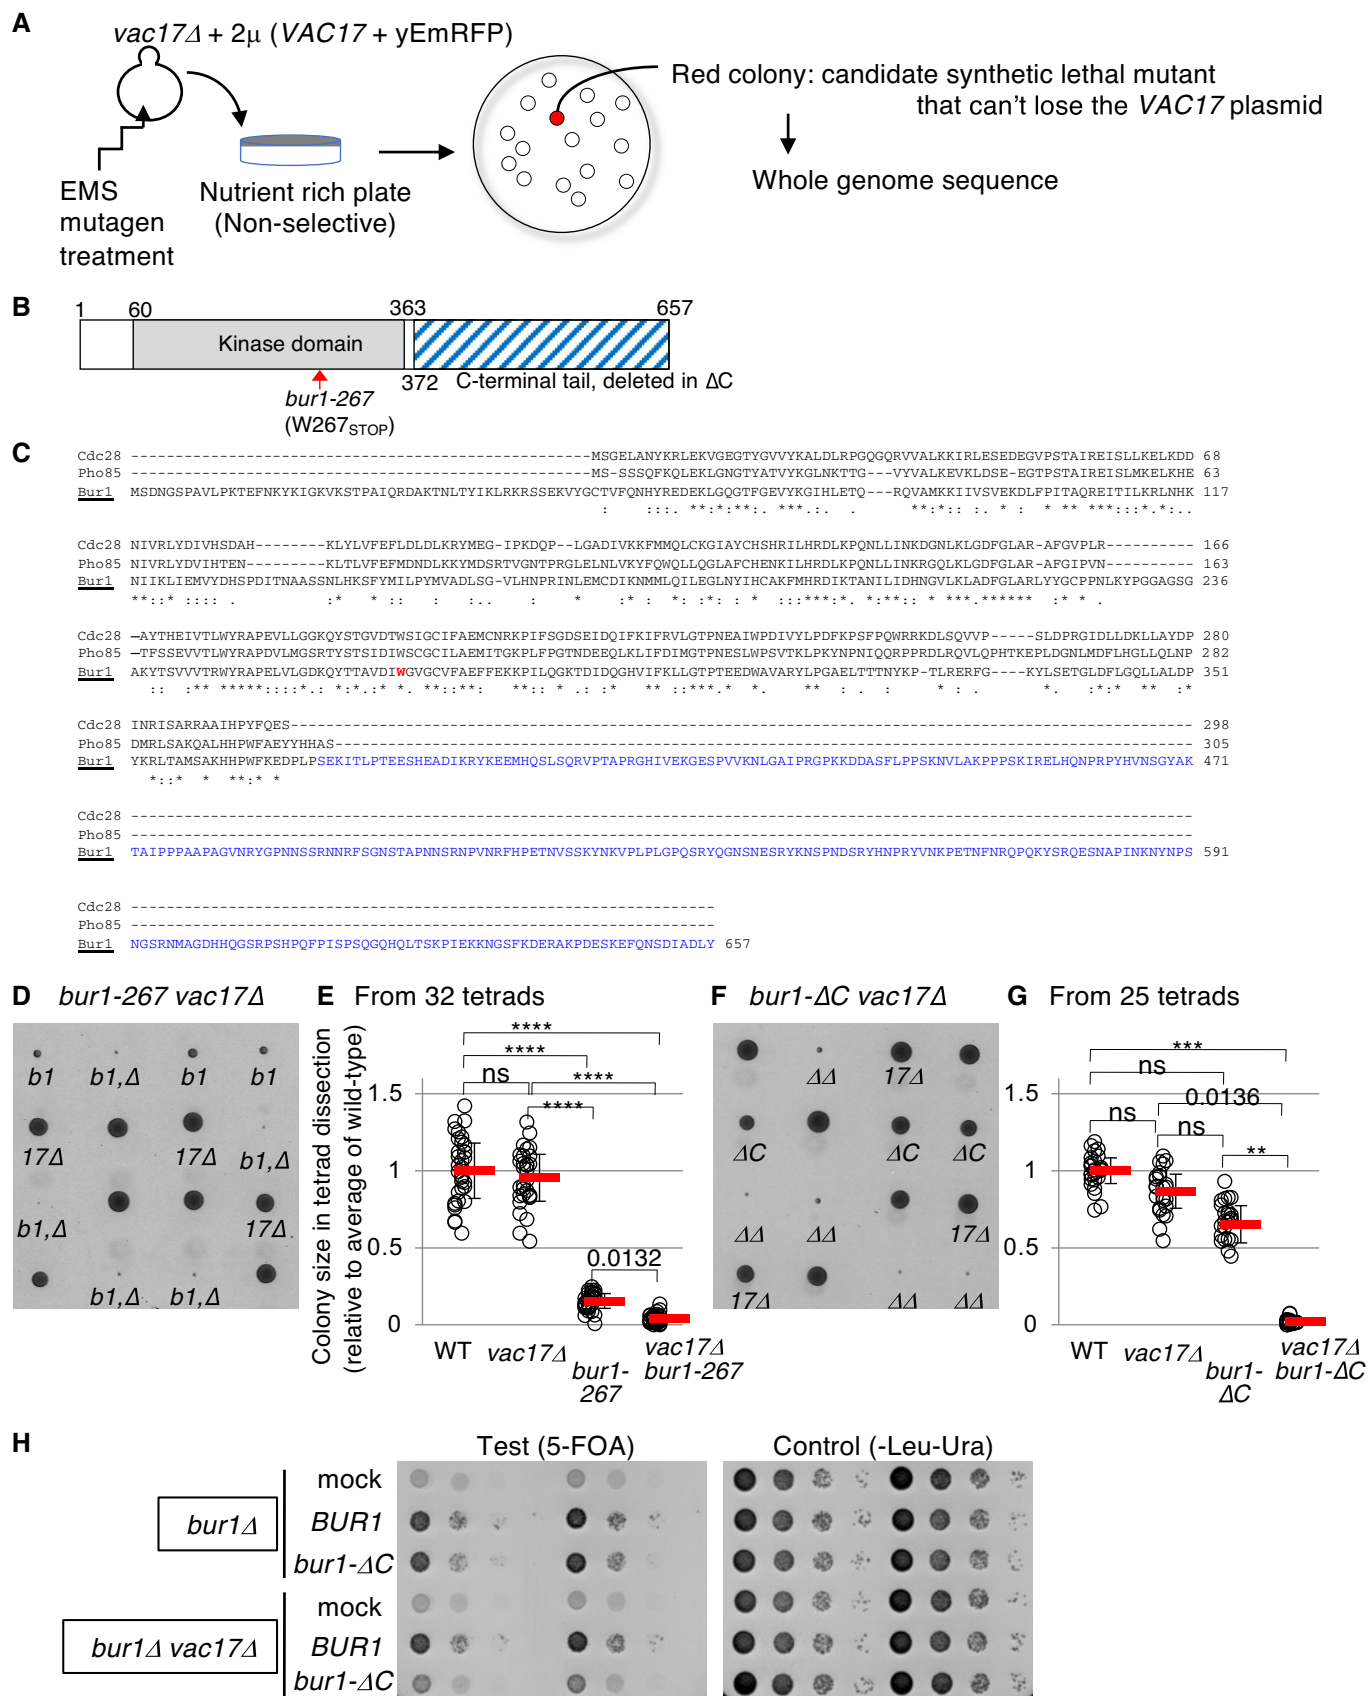 A
vac17Δ + 2μ (VAC17 + yEmRFP)
Red colony: candidate synthetic lethal mutant
that can't lose the VAC17 plasmid
Whole genome sequence
EMS
mutagen
treatment
Nutrient rich plate
(Non-selective)
B
1 60 363 657
Kinase domain
372 C-terminal tail, deleted in ΔC
bur1-267
(W267STOP)
C
Cdc28 ----------------------------------------------------MSGELANYKRLEKVGEGTYGVVYKALDLRPGQGQRVVALKKIRLESEDEGVPSTAIREISLLKELKDD 68
Pho85 ----------------------------------------------------MS-SSSQFKQLEKLGNGTYATVYKGLNKTTG---VYVALKEVKLDSE-EGTPSTAIREISLMKELKHE 63
Bur1 MSDNGSPAVLPKTEFNKYKIGKVKSTPAIQRDAKTNLTYIKLRKRSSEKVYGCTVFQNHYREDEKLGQGTFGEVYKGIHLETQ---RQVAMKKIIVSVEKDLFPITAQREITILKRLNHK 117
: :::. **:*:**:. ***.:. . **:*:: :. * : * ** ***:::*.*:..
Cdc28 NIVRLYDIVHSDAH--------KLYLVFEFLDLDLKRYMEG-IPKDQP--LGADIVKKFMMQLCKGIAYCHSHRILHRDLKPQNLLINKDGNLKLGDFGLAR-AFGVPLR---------- 166
Pho85 NIVRLYDVIHTEN---------KLTLVFEFMDNDLKKYMDSRTVGNTPRGLELNLVKYFQWQLLQGLAFCHENKILHRDLKPQNLLINKRGQLKLGDFGLAR-AFGIPVN---------- 163
Bur1 NIIKLIEMVYDHSPDITNAASSNLHKSFYMILPYMVADLSG-VLHNPRINLEMCDIKNMMLQILEGLNYIHCAKFMHRDIKTANILIDHNGVLKLADFGLARLYYGCPPNLKYPGGAGSG 236
**::* :::: . :* * :: : :.. : * :* : *: :*: : * ::***:*. *:**:: * ***.****** :* * .
Cdc28 -AYTHEIVTLWYRAPEVLLGGKQYSTGVDTWSIGCIFAEMCNRKPIFSGDSEIDQIFKIFRVLGTPNEAIWPDIVYLPDFKPSFPQWRRKDLSQVVP-----SLDPRGIDLLDKLLAYDP 280
Pho85 -TFSSEVVTLWYRAPDVLMGSRTYSTSIDIWSCGCILAEMITGKPLFPGTNDEEQLKLIFDIMGTPNESLWPSVTKLPKYNPNIQQRPPRDLRQVLQPHTKEPLDGNLMDFLHGLLQLNP 282
Bur1 AKYTSVVVTRWYRAPELVLGDKQYTTAVDIWGVGCVFAEFFEKKPILQGKTDIDQGHVIFKLLGTPTEEDWAVARYLPGAELTTTNYKP-TLRERFG----KYLSETGLDFLGQLLALDP 351
:: :** *****:::*.: *:*.:* *. **::**: **:: * .: :* ** ::***.* *. ** : . : * : *. :*:* ** :*
Cdc28 INRISARRAAIHPYFQES------------------------------------------------------------------------------------------------------ 298
Pho85 DMRLSAKQALHHPWFAEYYHHAS------------------------------------------------------------------------------------------------- 305
Bur1 YKRLTAMSAKHHPWFKEDPLPSEKITLPTEESHEADIKRYKEEMHQSLSQRVPTAPRGHIVEKGESPVVKNLGAIPRGPKKDDASFLPPSKNVLAKPPPSKIRELHQNPRPYHVNSGYAK 471
*::* * **:* *
Cdc28 ------------------------------------------------------------------------------------------------------------------------
Pho85 ------------------------------------------------------------------------------------------------------------------------
Bur1 TAIPPPAAPAGVNRYGPNNSSRNNRFSGNSTAPNNSRNPVNRFHPETNVSSKYNKVPLPLGPQSRYQGNSNESRYKNSPNDSRYHNPRYVNKPETNFNRQPQKYSRQESNAPINKNYNPS 591
Cdc28 ------------------------------------------------------------------
Pho85 ------------------------------------------------------------------
Bur1 NGSRNMAGDHHQGSRPSHPQFPISPSQGQHQLTSKPIEKKNGSFKDERAKPDESKEFQNSDIADLY 657
D bur1-267 vac17Δ
b1 b1,Δ b1 b1
17Δ 17Δ b1,Δ
b1,Δ 17Δ
b1,Δ b1,Δ
E From 32 tetrads
Colony size in tetrad dissection
(relative to average of wild-type)
****
****
ns ****
****
0.0132
1.5
1
0.5
0
WT vac17Δ bur1-267 vac17Δ bur1-267
F bur1-ΔC vac17Δ
ΔΔ 17Δ
ΔC ΔC ΔC
ΔΔ ΔΔ 17Δ
17Δ ΔΔ ΔΔ
G From 25 tetrads
***
ns
0.0136
ns ns
**
1.5
1
0.5
0
WT vac17Δ bur1-ΔC vac17Δ bur1-ΔC
H
Test (5-FOA) Control (-Leu-Ura)
bur1Δ
mock
BUR1
bur1-ΔC
bur1Δ vac17Δ
mock
BUR1
bur1-ΔC